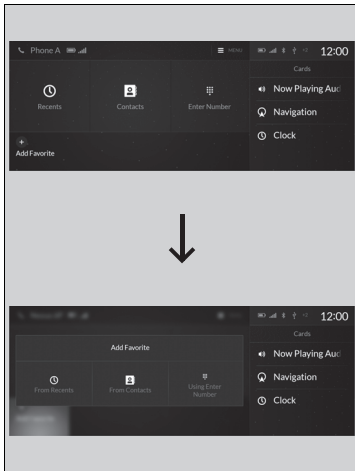 Phone A
MENU
12:00
Cards
Recents
Contacts
Enter Number
Now Playing Aud
Navigation
Clock
Add Favorite
12:00
Cards
Add Favorite
From Recents
From Contacts
Using Enter
Number
Now Playing Aud
Navigation
Clock